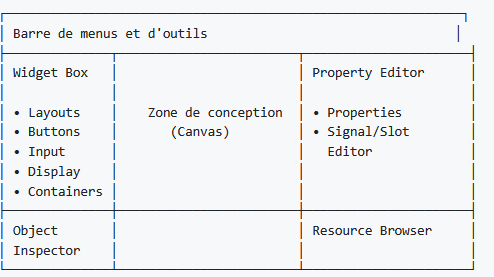 Barre de menus et d'outils
Widget Box Property Editor
• Layouts Zone de conception • Properties
• Buttons (Canvas) • Signal/Slot
• Input Editor
• Display
• Containers
Object Resource Browser
Inspector